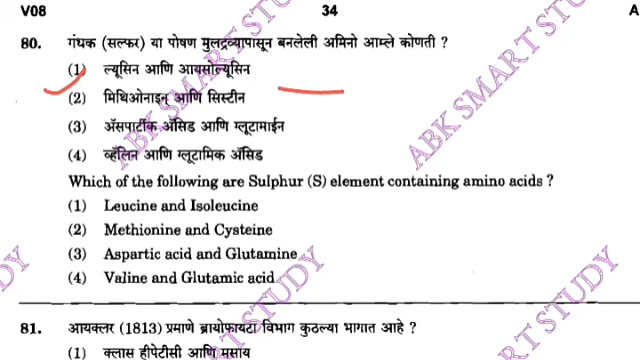 V08 34 A
80. गंधक (सल्फर) या पोषण मुलद्रव्यापासून बनलेली अमिनो आम्ले कोणती ?
(1) ल्यूसिन आणि आयसोल्यूसिन
(2) मिथिओनाइन् आणि सिस्टीन
(3) ॲसपार्टीक ॲसिड आणि ग्लूटामाईन
(4) व्हॅलिन आणि ग्लूटामिक ॲसिड
Which of the following are Sulphur (S) element containing amino acids ?
(1) Leucine and Isoleucine
(2) Methionine and Cysteine
(3) Aspartic acid and Glutamine
(4) Valine and Glutamic acid
81. आयक्लर (1813) प्रमाणे ब्रायोफायटा विभाग कुठल्या भागात आहे ?
(1) क्लास हीपेटीसी आणि मसाय
ABK SMART STUDY
ABK SMART STUDY